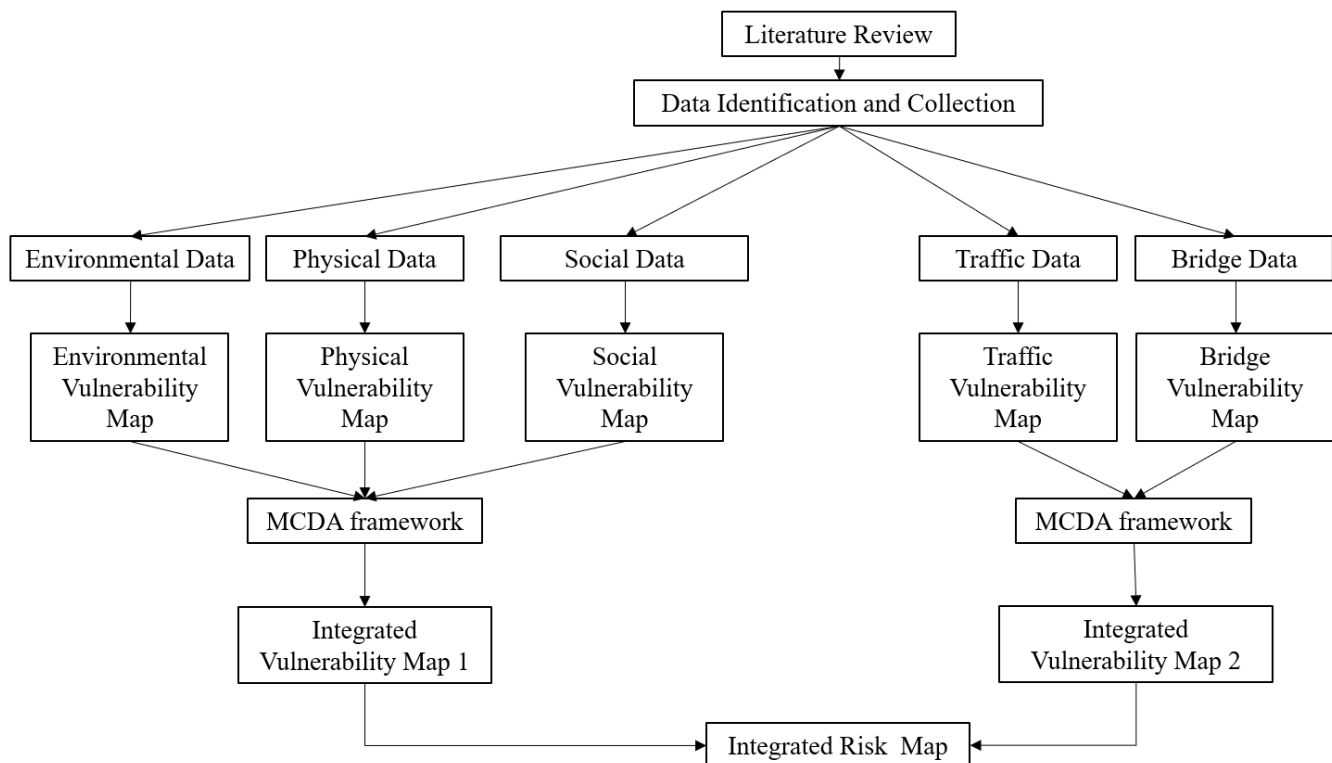 Literature Review
Data Identification and Collection
Environmental Data
Physical Data
Social Data
Traffic Data
Bridge Data
Environmental
Vulnerability
Map
Physical
Vulnerability
Map
Social
Vulnerability
Map
Traffic
Vulnerability
Map
Bridge
Vulnerability
Map
MCDA framework
MCDA framework
Integrated
Vulnerability Map 1
Integrated
Vulnerability Map 2
Integrated Risk  Map